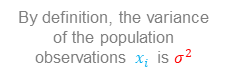 By definition, the variance
of the population
observations xᵢ is σ²